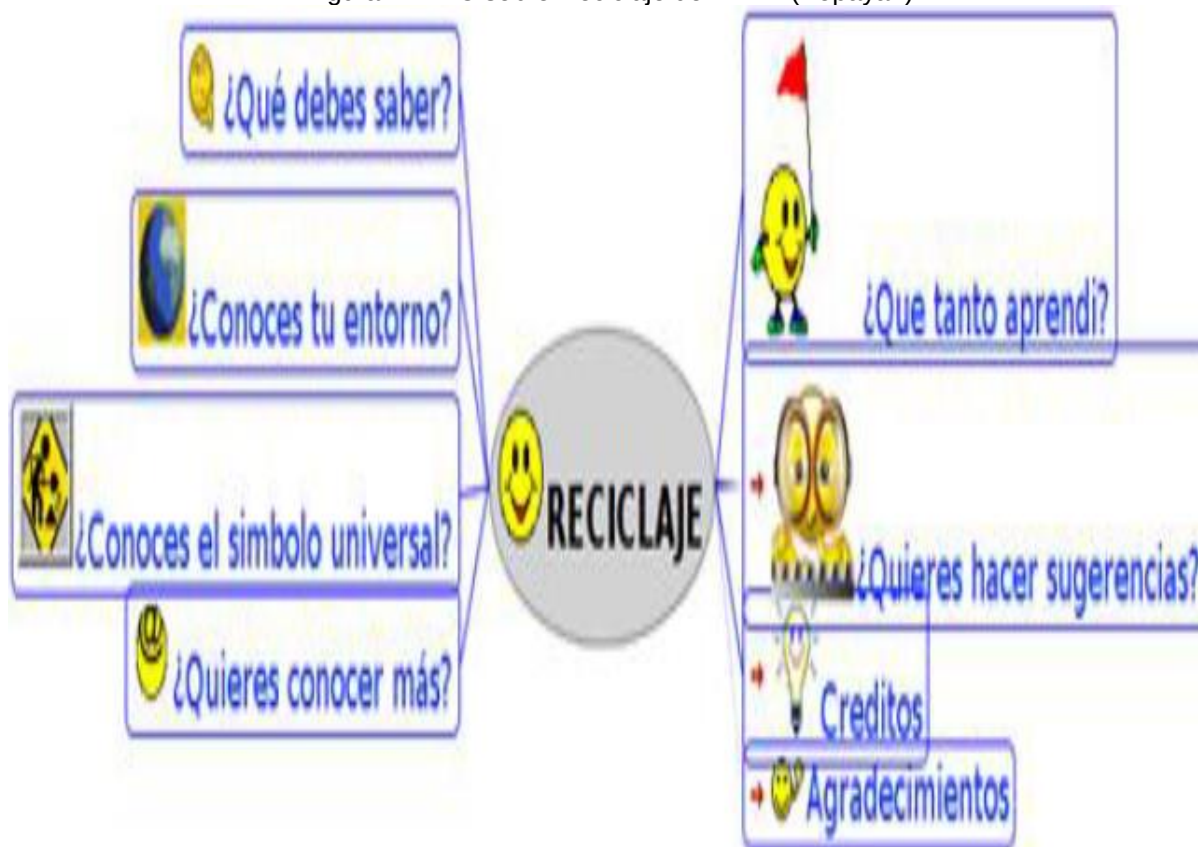 ¿Qué debes saber?
¿Conoces tu entorno?
¿Conoces el simbolo universal?
@
¿Quieres conocer más?
RECICLAJE
¿Que tanto aprendi?
¿Quieres hacer sugerencias?
Creditos
Agradecimientos